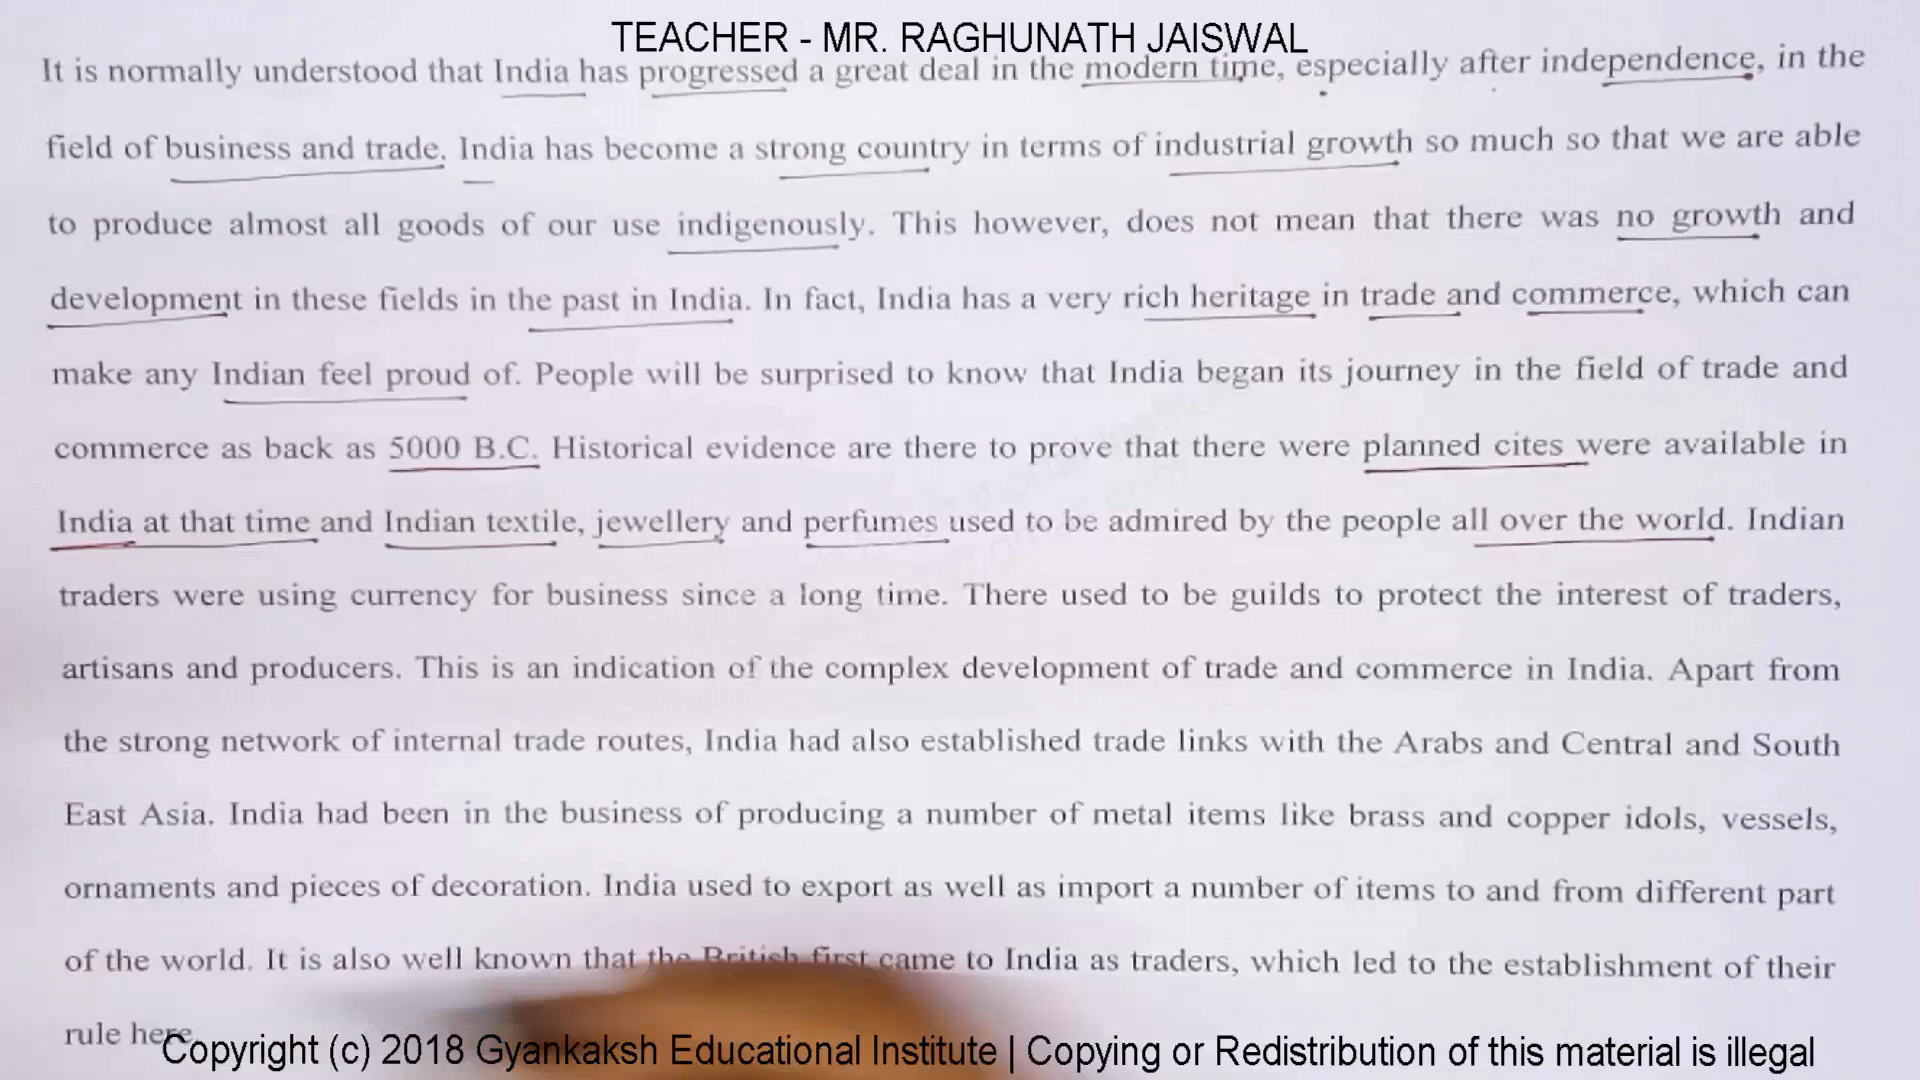 TEACHER - MR. RAGHUNATH JAISWAL
It is normally understood that India has progressed a great deal in the modern time, especially after independence, in the
field of business and trade. India has become a strong country in terms of industrial growth so much so that we are able
to produce almost all goods of our use indigenously. This however, does not mean that there was no growth and
development in these fields in the past in India. In fact, India has a very rich heritage in trade and commerce, which can
make any Indian feel proud of. People will be surprised to know that India began its journey in the field of trade and
commerce as back as 5000 B.C. Historical evidence are there to prove that there were planned cites were available in
India at that time and Indian textile, jewellery and perfumes used to be admired by the people all over the world. Indian
traders were using currency for business since a long time. There used to be guilds to protect the interest of traders,
artisans and producers. This is an indication of the complex development of trade and commerce in India. Apart from
the strong network of internal trade routes, India had also established trade links with the Arabs and Central and South
East Asia. India had been in the business of producing a number of metal items like brass and copper idols, vessels,
ornaments and pieces of decoration. India used to export as well as import a number of items to and from different part
of the world. It is also well known that the British first came to India as traders, which led to the establishment of their
rule here.
Copyright (c) 2018 Gyankaksh Educational Institute | Copying or Redistribution of this material is illegal